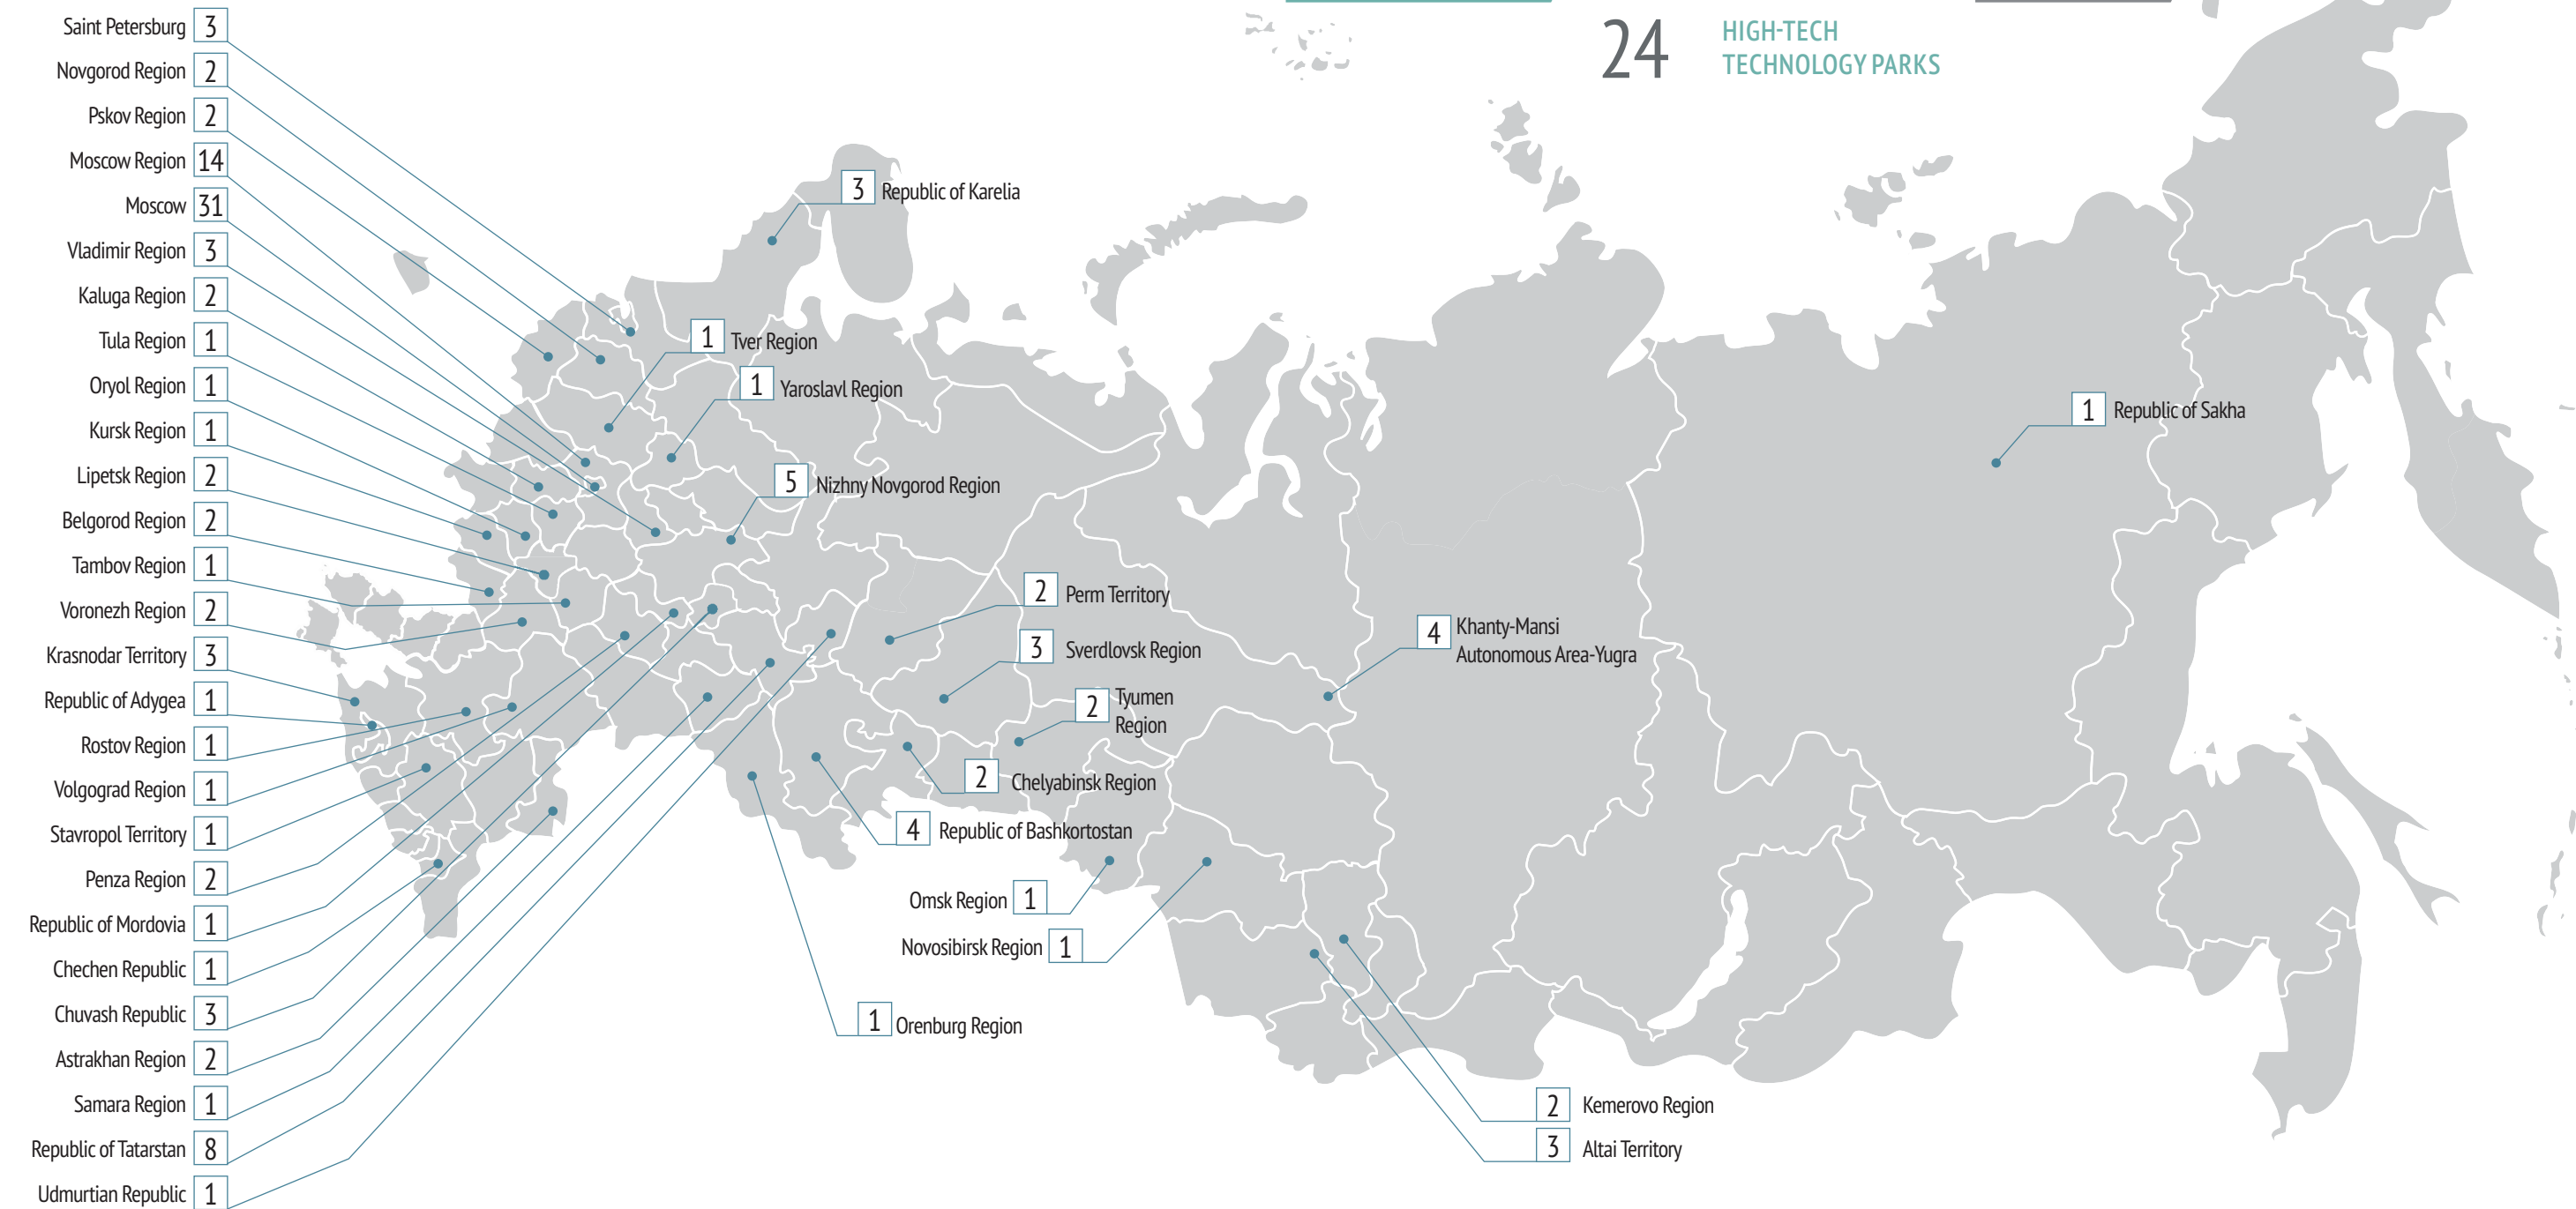 24
HIGH-TECH
TECHNOLOGY PARKS
Saint Petersburg 3
Novgorod Region 2
Pskov Region 2
Moscow Region 14
Moscow 31
Vladimir Region 3
Kaluga Region 2
Tula Region 1
Oryol Region 1
Kursk Region 1
Lipetsk Region 2
Belgorod Region 2
Tambov Region 1
Voronezh Region 2
Krasnodar Territory 3
Republic of Adygea 1
Rostov Region 1
Volgograd Region 1
Stavropol Territory 1
Penza Region 2
Republic of Mordovia 1
Chechen Republic 1
Chuvash Republic 3
Astrakhan Region 2
Samara Region 1
Republic of Tatarstan 8
Udmurtian Republic 1
3 Republic of Karelia
1 Tver Region
1 Yaroslavl Region
5 Nizhny Novgorod Region
2 Perm Territory
3 Sverdlovsk Region
2 Tyumen
Region
2 Chelyabinsk Region
4 Republic of Bashkortostan
Omsk Region 1
Novosibirsk Region 1
1 Orenburg Region
4 Khanty-Mansi
Autonomous Area-Yugra
1 Republic of Sakha
2 Kemerovo Region
3 Altai Territory